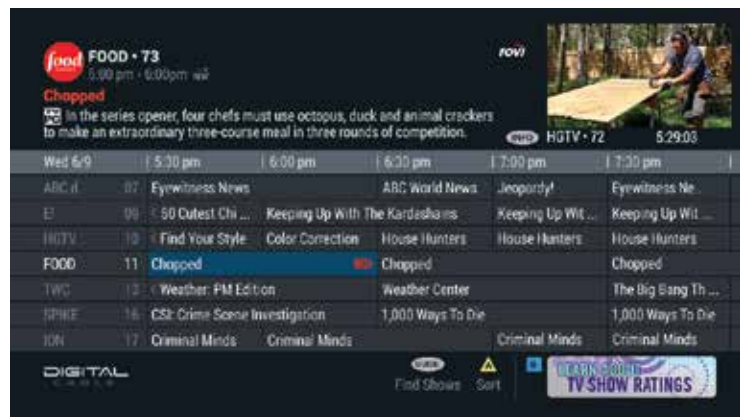 food FOOD • 73
5:00 pm - 6:00pm
rovi
Chopped
In the series opener, four chefs must use octopus, duck and animal crackers
to make an extraordinary three-course meal in three rounds of competition.
INFO HGTV • 72 5:29:03
Wed 6/9 5:30 pm 6:00 pm 6:30 pm 7:00 pm 7:30 pm
ABC d 07 Eyewitness News ABC World News Jeopardy! Eyewitness Ne...
E! 09 50 Cutest Chi ... Keeping Up With The Kardashains Keeping Up Wit ... Keeping Up Wit ...
HGTV 10 Find Your Style Color Correction House Hunters House Hunters House Hunters
FOOD 11 Chopped Chopped Chopped
TWC Weather: PM Edition Weather Center The Big Bang Th ...
SPIKE 16 CSI: Crime Scene Investigation 1,000 Ways To Die 1,000 Ways To Die
ION 17 Criminal Minds Criminal Minds Criminal Minds Criminal Minds
DIGITAL CABLE
Find Shows Sort
LEARN ABOUT
TV SHOW RATINGS